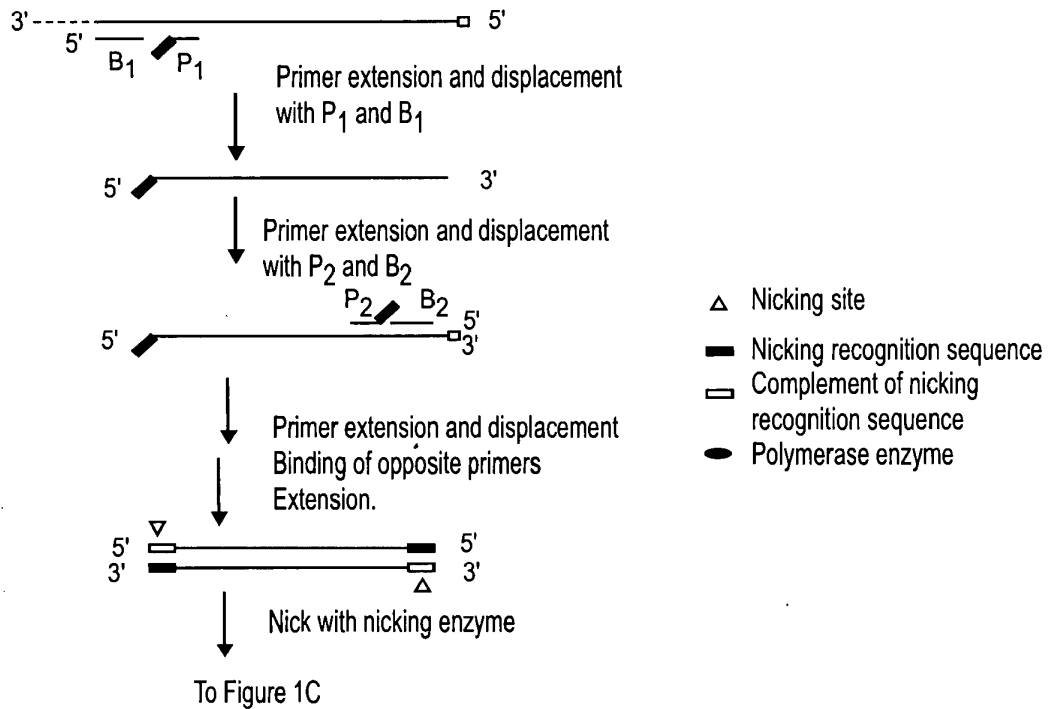 3' 5'
5'
B1 P1
Primer extension and displacement
with P1 and B1
5' 3'
Primer extension and displacement
with P2 and B2
P2 B2 5'
5' 3'
Primer extension and displacement
Binding of opposite primers
Extension.
5' 5'
3' 3'
Nick with nicking enzyme
To Figure 1C
Nicking site
Nicking recognition sequence
Complement of nicking
recognition sequence
Polymerase enzyme